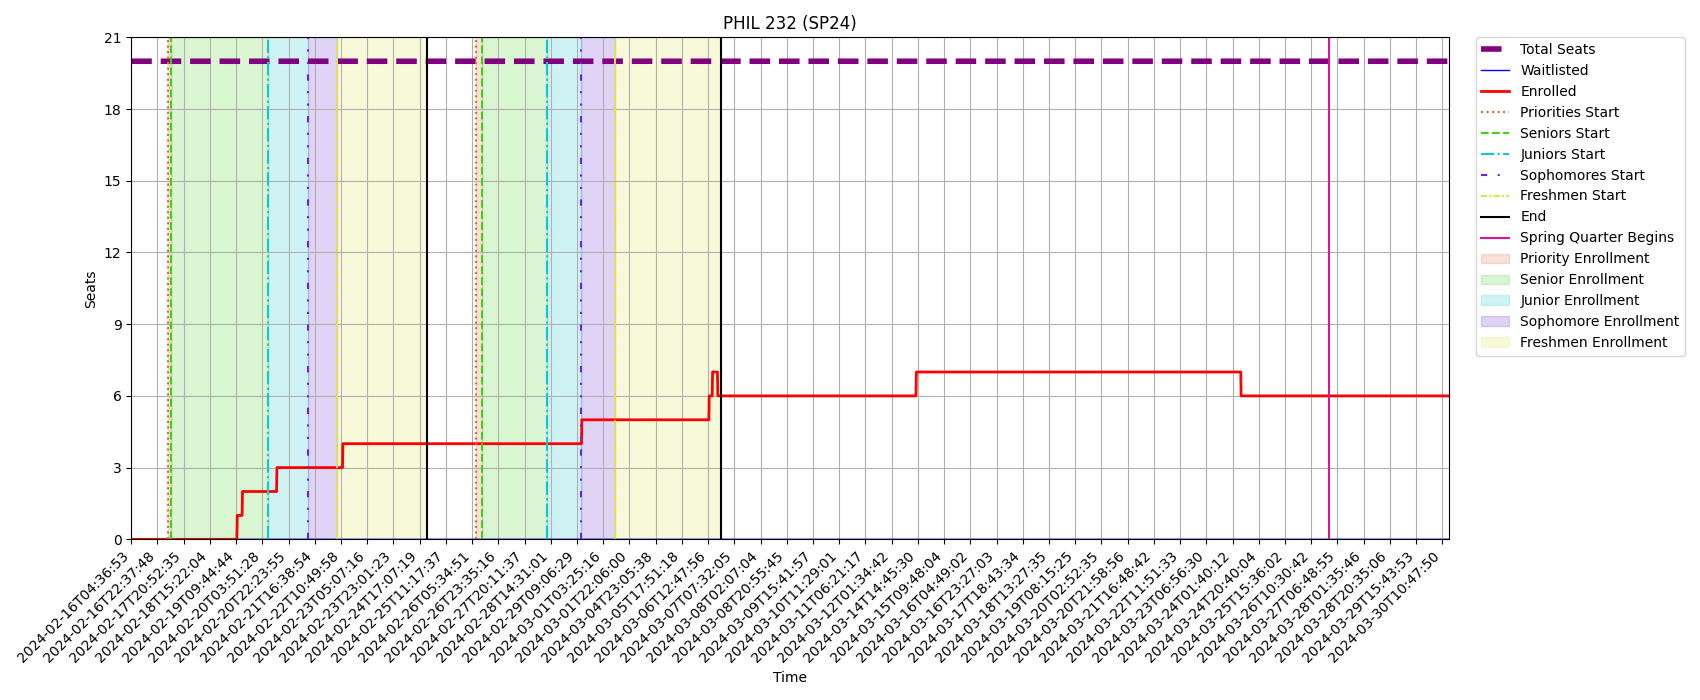 PHIL 232 (SP24)
Seats
21
18
15
12
9
6
3
0
2024-02-16T04:36:53
2024-02-16T22:37:48
2024-02-17T20:52:35
2024-02-18T15:22:04
2024-02-19T09:44:44
2024-02-20T03:51:28
2024-02-20T22:23:55
2024-02-21T16:38:54
2024-02-22T10:49:58
2024-02-23T05:07:16
2024-02-23T23:01:23
2024-02-24T17:07:19
2024-02-25T11:17:37
2024-02-26T05:34:51
2024-02-26T23:35:16
2024-02-27T20:11:37
2024-02-28T14:31:01
2024-02-29T09:06:29
2024-03-01T03:25:16
2024-03-01T22:06:00
2024-03-04T23:05:38
2024-03-05T17:51:18
2024-03-06T12:47:56
2024-03-07T07:32:05
2024-03-08T02:07:04
2024-03-08T20:55:45
2024-03-09T15:41:57
2024-03-10T11:29:01
2024-03-11T06:21:17
2024-03-12T01:34:42
2024-03-14T14:45:30
2024-03-15T09:48:04
2024-03-16T04:49:02
2024-03-16T23:27:03
2024-03-17T18:43:34
2024-03-18T13:27:35
2024-03-19T08:15:25
2024-03-20T02:52:35
2024-03-20T21:58:56
2024-03-21T16:48:42
2024-03-22T11:51:33
2024-03-23T06:56:30
2024-03-24T01:40:12
2024-03-24T20:40:04
2024-03-25T15:36:02
2024-03-26T10:30:42
2024-03-27T06:48:55
2024-03-28T01:35:46
2024-03-28T20:35:06
2024-03-29T15:43:53
2024-03-30T10:47:50
Time
Total Seats
Waitlisted
Enrolled
Priorities Start
Seniors Start
Juniors Start
Sophomores Start
Freshmen Start
End
Spring Quarter Begins
Priority Enrollment
Senior Enrollment
Junior Enrollment
Sophomore Enrollment
Freshmen Enrollment